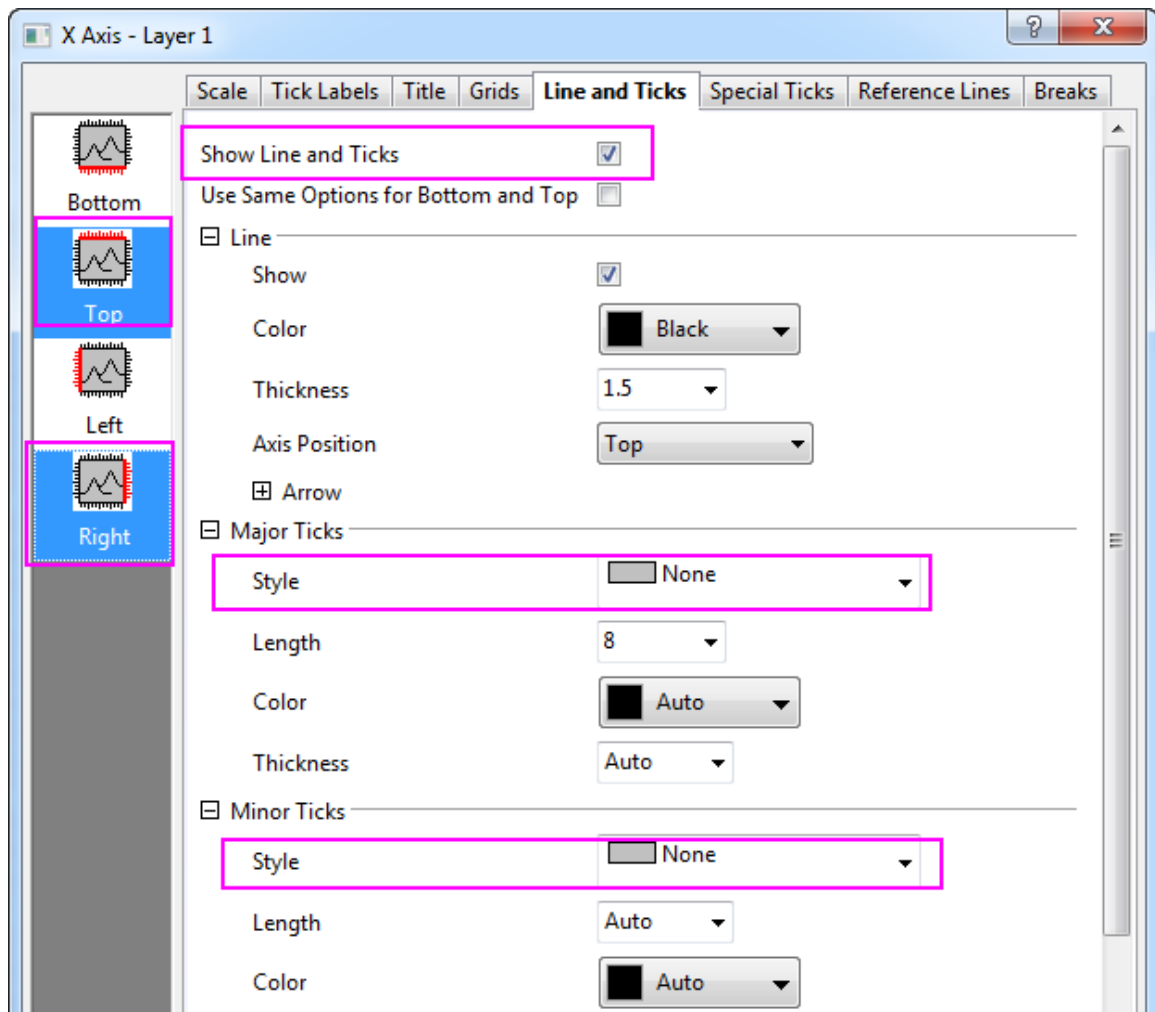 X Axis - Layer 1
Scale Tick Labels Title Grids Line and Ticks Special Ticks Reference Lines Breaks
Bottom
Top
Left
Right
Show Line and Ticks
Use Same Options for Bottom and Top
Line
Show
Color Black
Thickness 1.5
Axis Position Top
Arrow
Major Ticks
Style None
Length 8
Color Auto
Thickness Auto
Minor Ticks
Style None
Length Auto
Color Auto